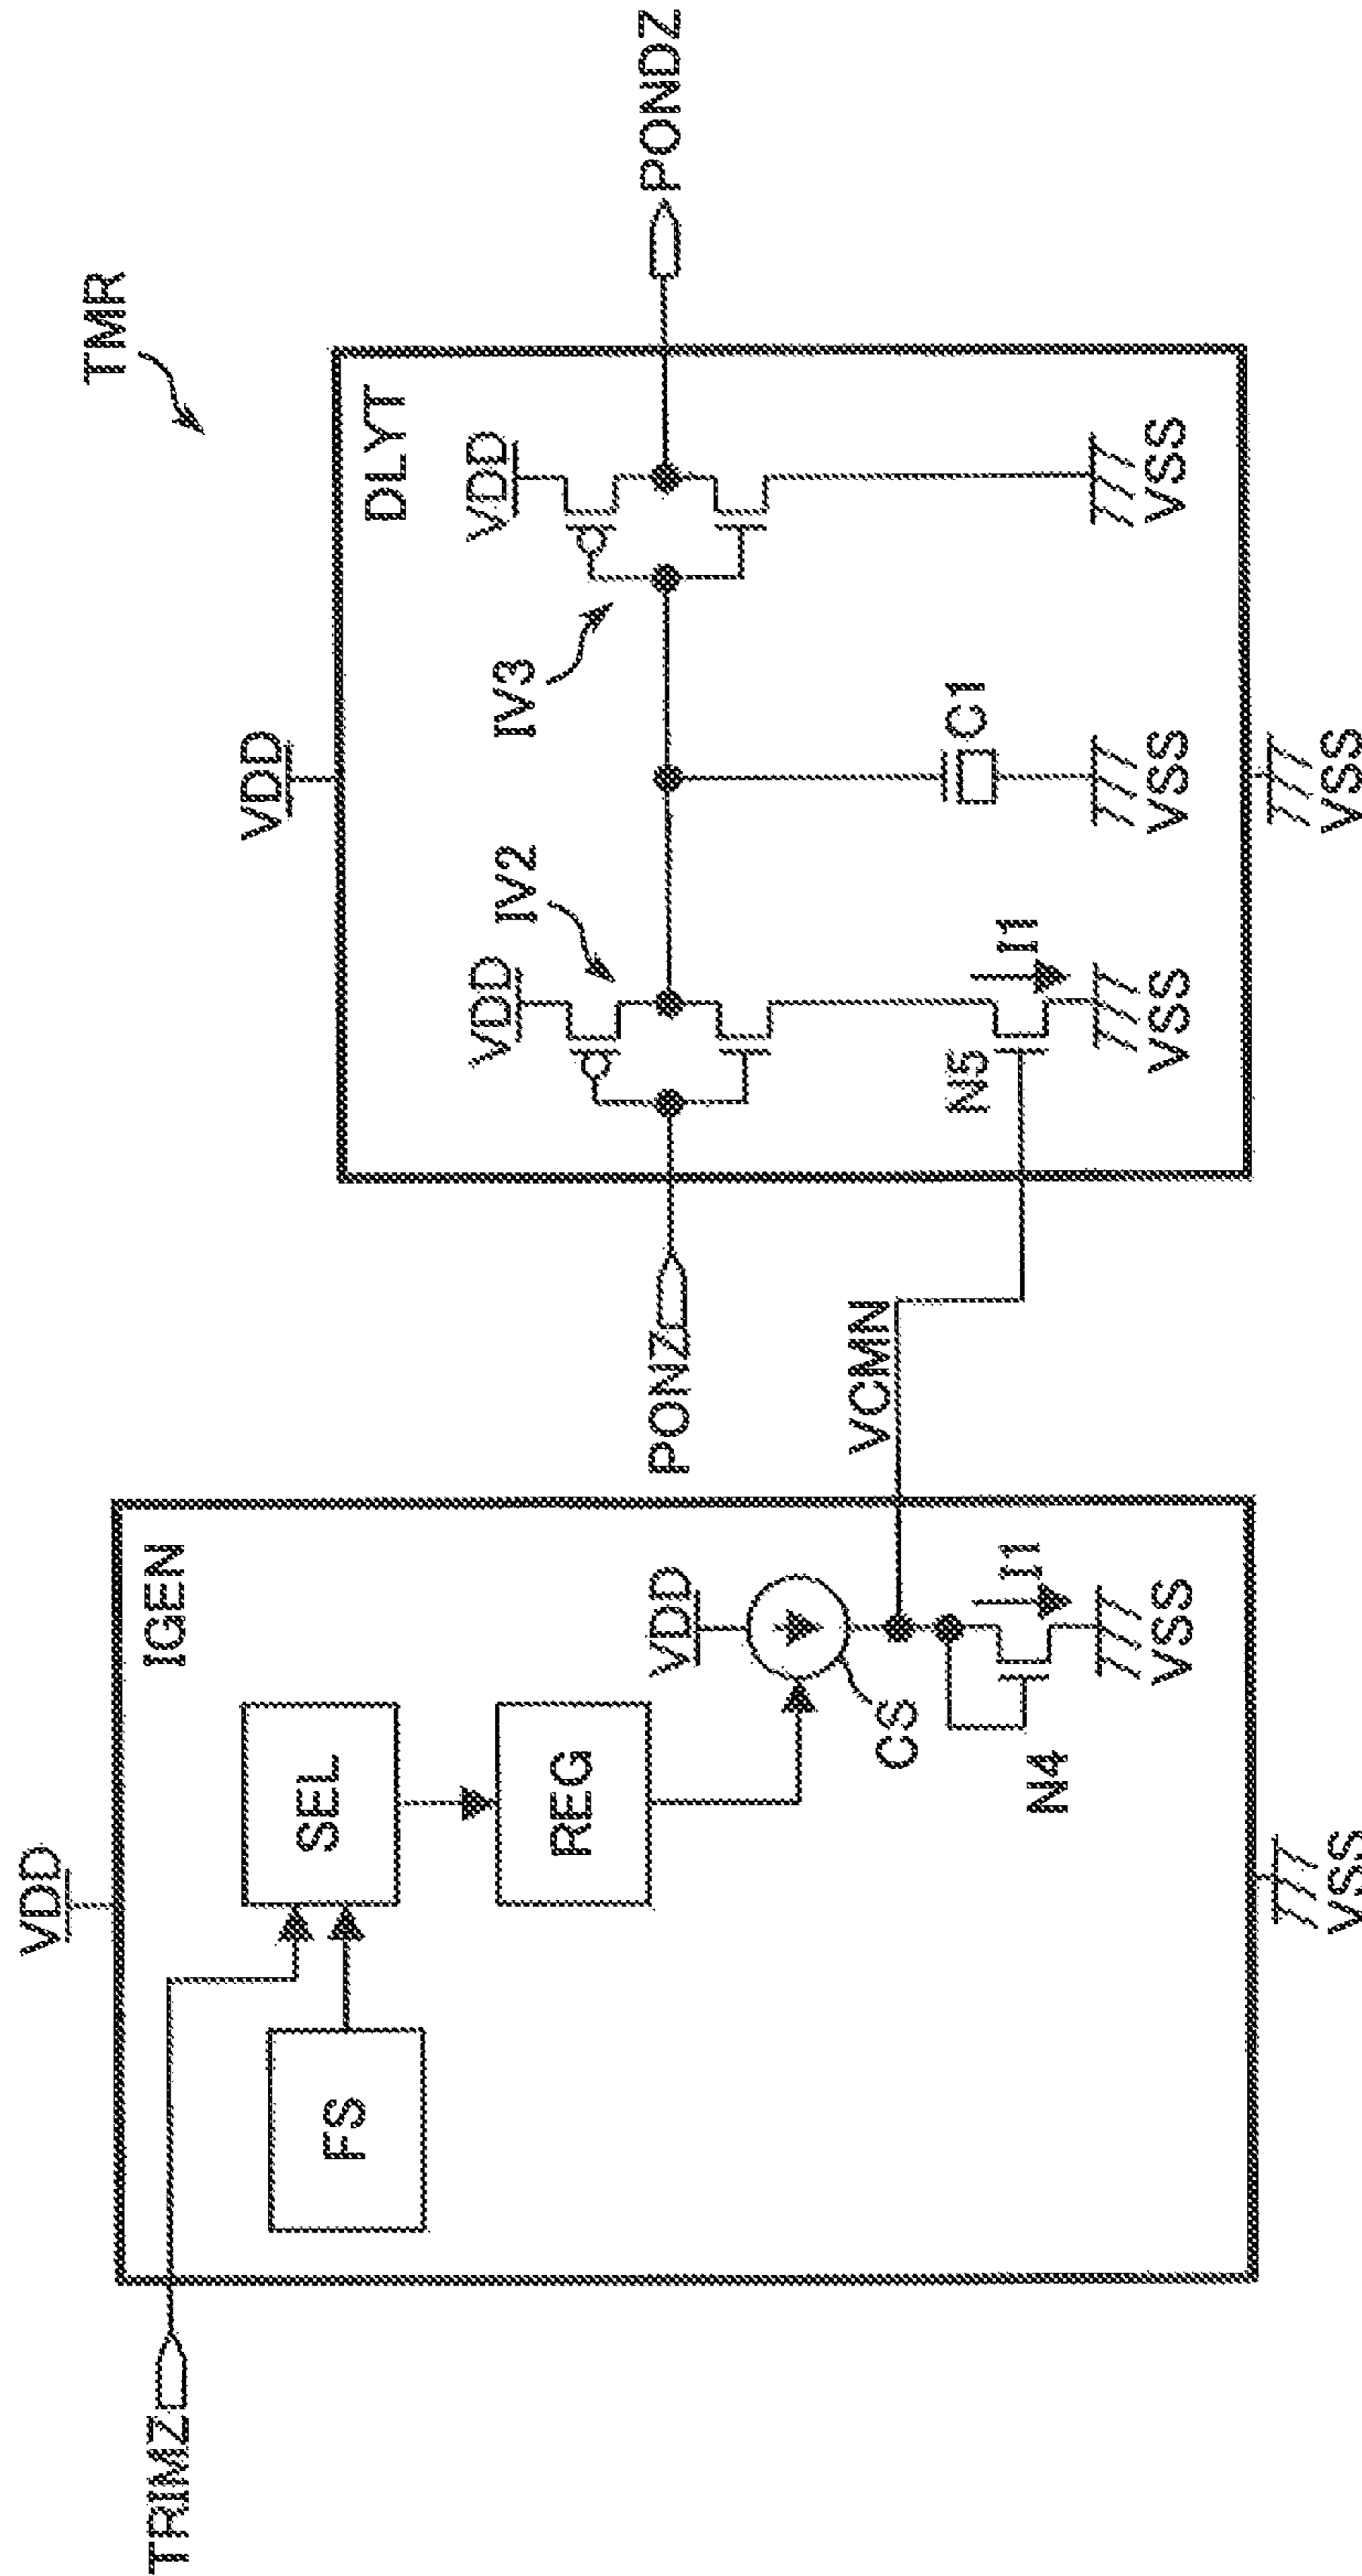 TMR
VDD
IGEN
TRIMZ
FS
SEL
REG
VDD
CS
N4
I1
VSS
VSS
VCMN
PONZ
VDD
DLYT
VDD
IV2
N5
I1
VSS
C1
VSS
IV3
VDD
VSS
VSS
PONDZ